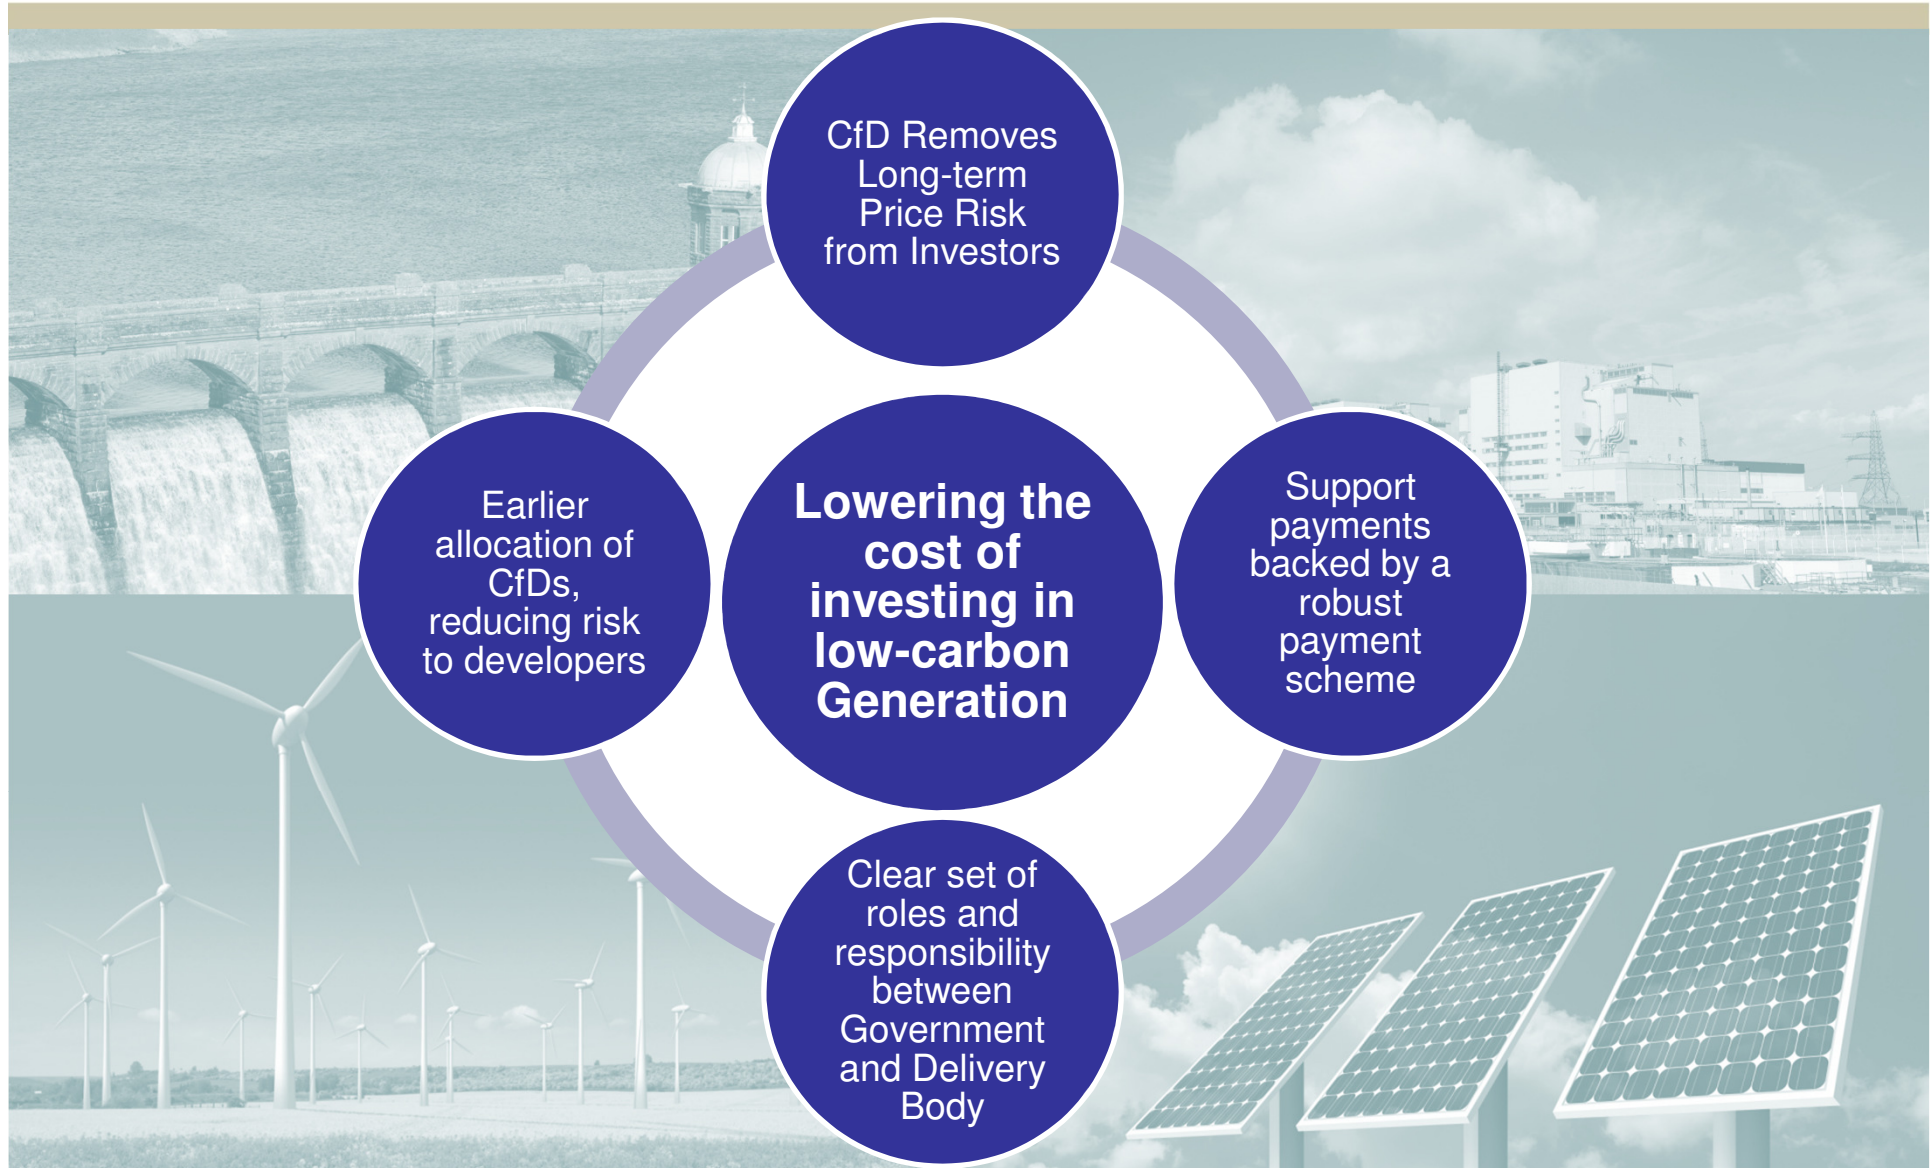 CfD Removes
Long-term
Price Risk
from Investors
Earlier
allocation of
CfDs,
reducing risk
to developers
Lowering the
cost of
investing in
low-carbon
Generation
Support
payments
backed by a
robust
payment
scheme
Clear set of
roles and
responsibility
between
Government
and Delivery
Body